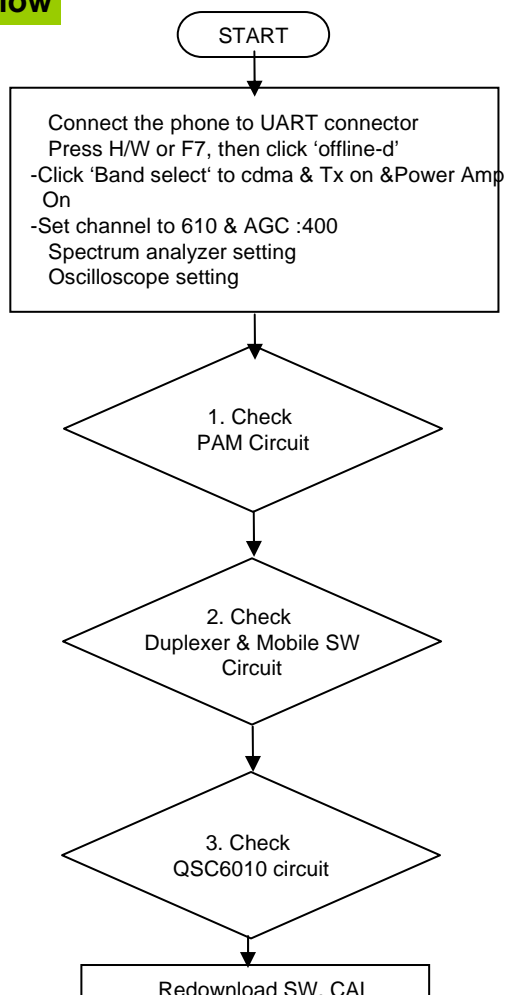 low
START
Connect the phone to UART connector
Press H/W or F7, then click ‘offline-d’
-Click ‘Band select‘ to cdma & Tx on &Power Amp
On
-Set channel to 610 & AGC :400
Spectrum analyzer setting
Oscilloscope setting
1. Check
PAM Circuit
2. Check
Duplexer & Mobile SW
Circuit
3. Check
QSC6010 circuit
Redownload SW, CAL